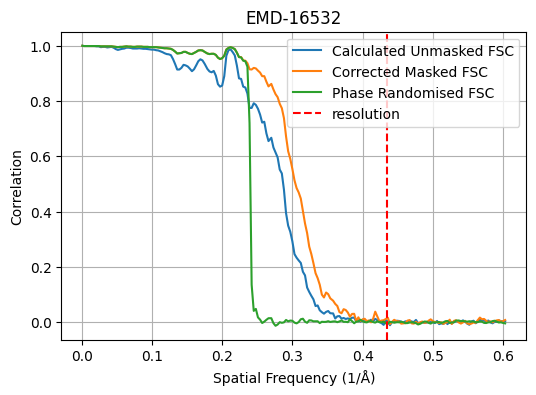 EMD-16532
1.0
0.8
0.6
0.4
0.2
0.0
Correlation
Calculated Unmasked FSC
Corrected Masked FSC
Phase Randomised FSC
resolution
0.0 0.1 0.2 0.3 0.4 0.5 0.6
Spatial Frequency (1/Å)